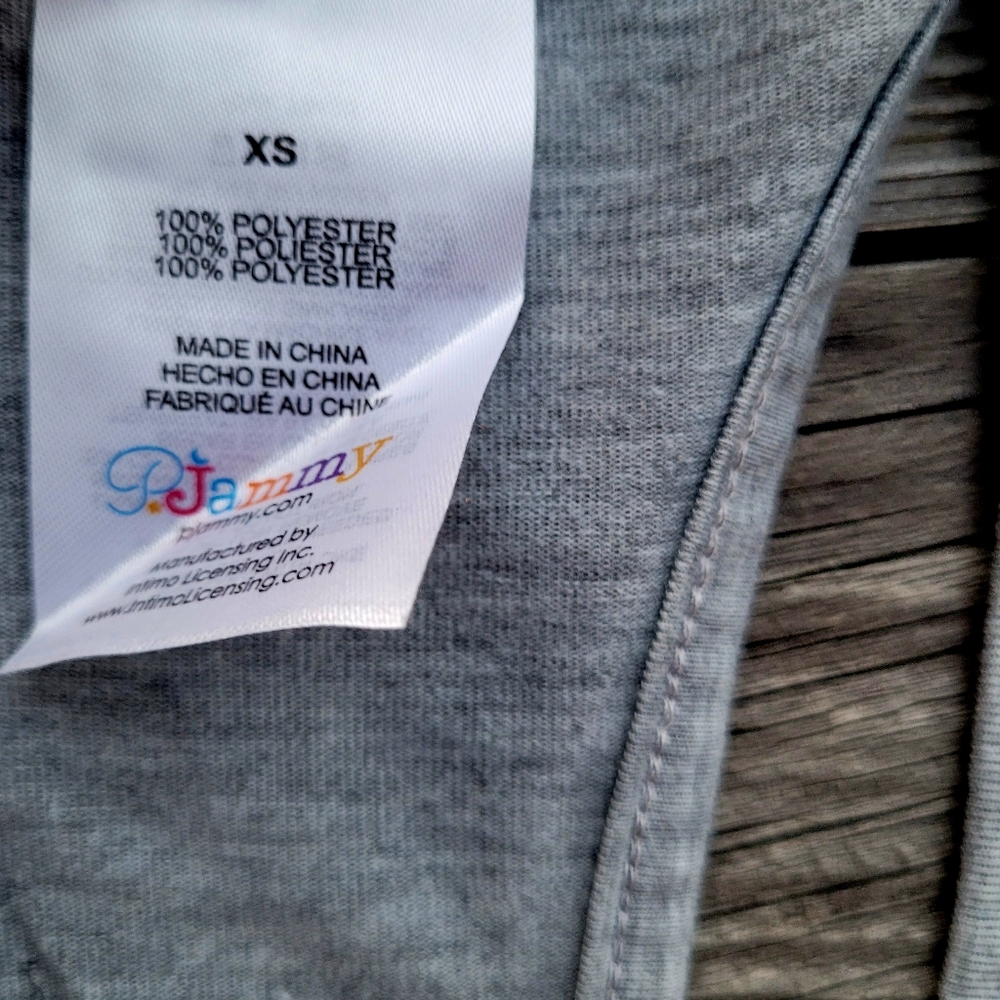 XS
100% POLYESTER
100% POLIÉSTER
100% POLYESTER
MADE IN CHINA
HECHO EN CHINA
FABRIQUÉ AU CHINE
PJammy
pjammy.com
Manufactured by
Intimo Licensing Inc.
www.IntimoLicensing.com